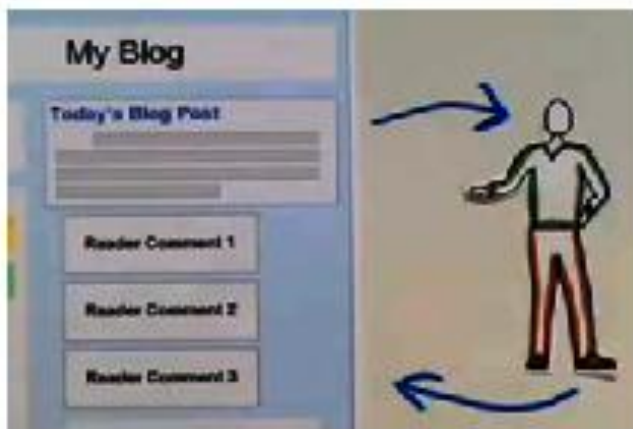 My Blog
Today's Blog Post
Reader Comment 1
Reader Comment 2
Reader Comment 3